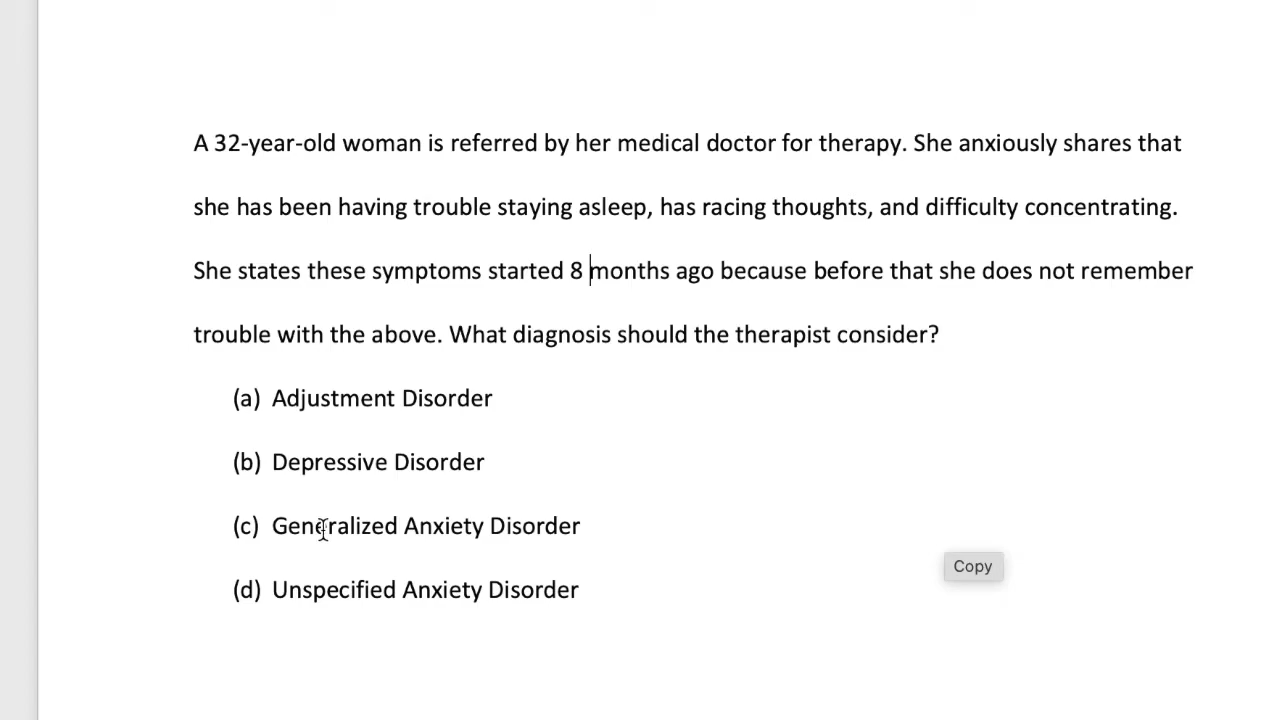 A 32-year-old woman is referred by her medical doctor for therapy. She anxiously shares that
she has been having trouble staying asleep, has racing thoughts, and difficulty concentrating.
She states these symptoms started 8 months ago because before that she does not remember
trouble with the above. What diagnosis should the therapist consider?
(a) Adjustment Disorder
(b) Depressive Disorder
(c) Generalized Anxiety Disorder
Copy
(d) Unspecified Anxiety Disorder